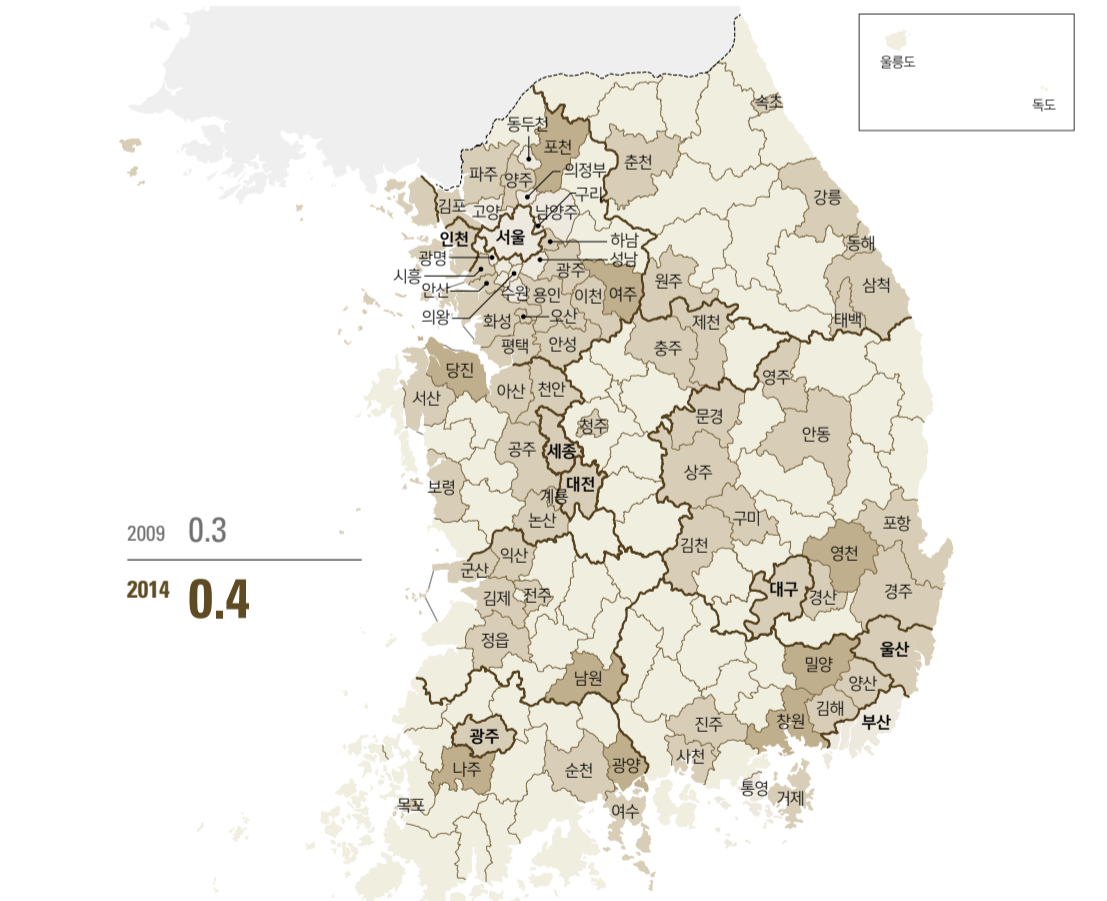 울릉도
독도
속초
동두천
포천
춘천
파주
양주
의정부
구리
강릉
김포
고양
남양주
인천
서울
하남
동해
광명
성남
시흥
광주
안산
수원
용인
이천
여주
원주
삼척
의왕
화성
오산
제천
태백
평택
안성
충주
당진
영주
서산
아산
천안
문경
청주
안동
공주
세종
상주
보령
대전
계룡
논산
구미
포항
2009 0.3
김천
영천
익산
군산
2014 0.4
대구
경산
경주
김제
전주
정읍
울산
밀양
남원
양산
김해
광주
진주
창원
부산
사천
나주
순천
광양
통영
거제
목포
여수